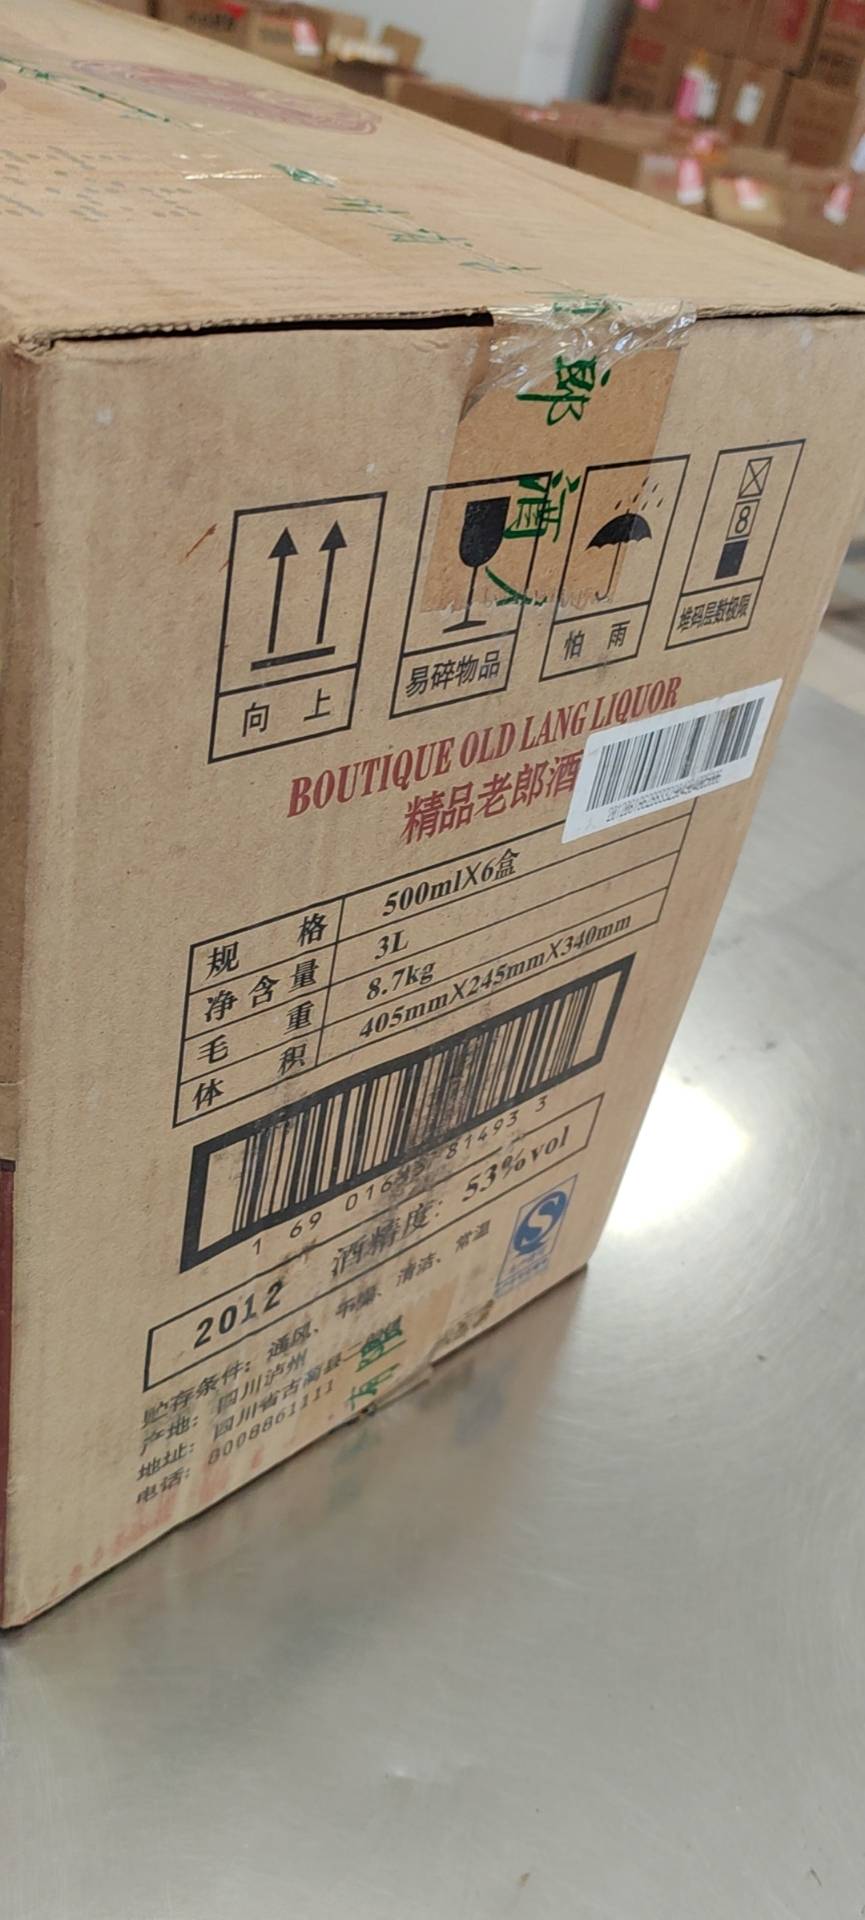 郎酒
向上
易碎物品
怕雨
8
堆码层数极限
BOUTIQUE OLD LANG LIQUOR
精品老郎酒
规格 500mlX6盒
净含量 3L
毛重 8.7kg
体积 405mmX245mmX340mm
2012 酒精度: 53%vol
贮存条件: 通风、干燥、清洁、常温
产地: 四川泸州
地址: 四川省古蔺县二郎镇
电话: 8008861111